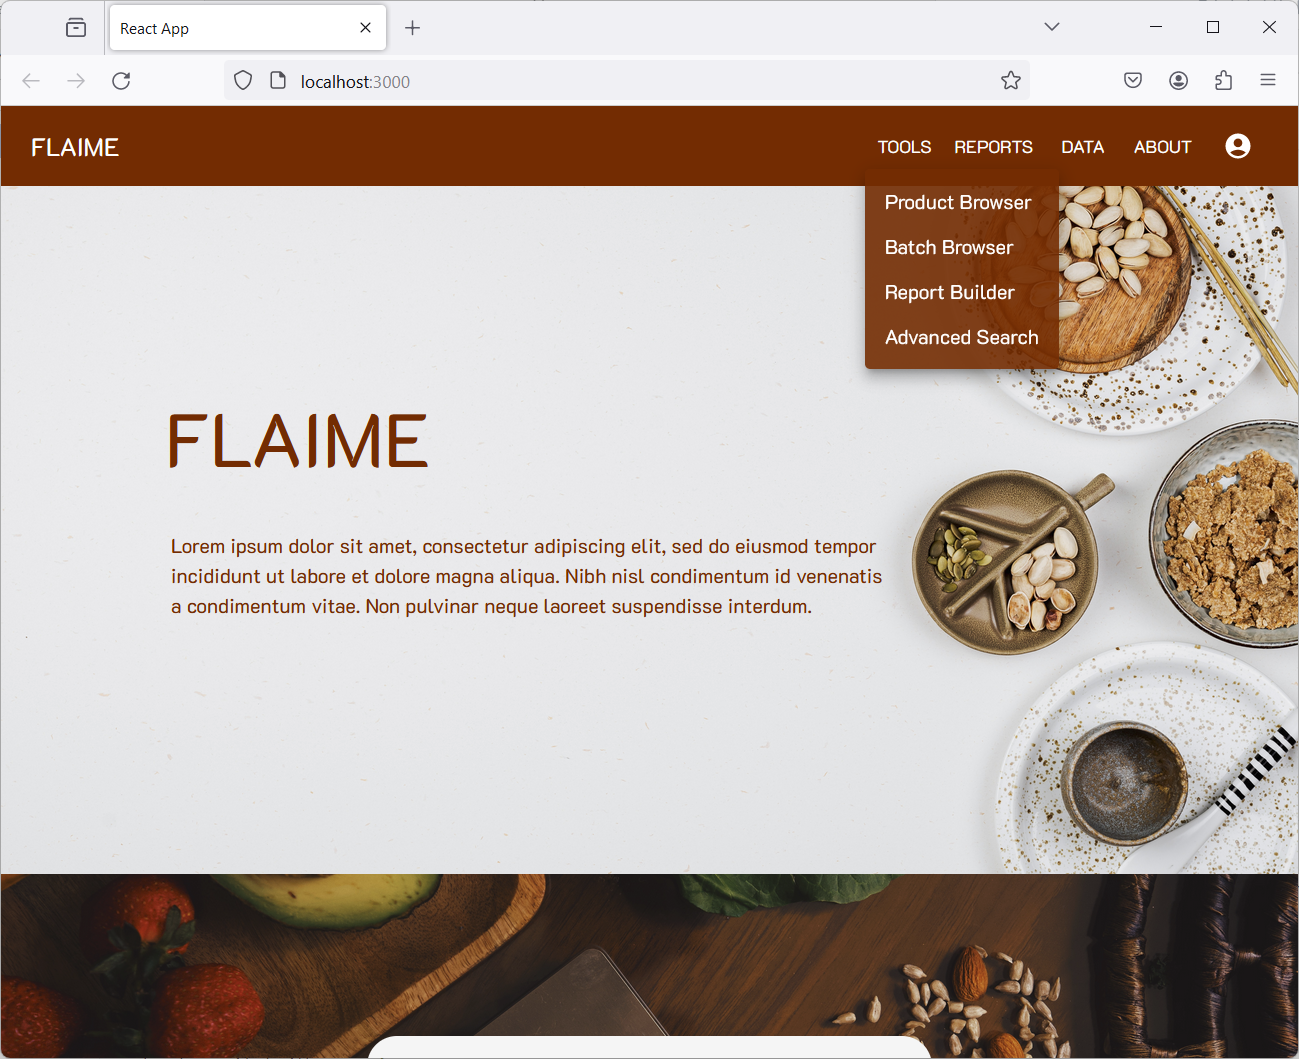 React App
localhost:3000
FLAIME
TOOLS REPORTS DATA ABOUT
Product Browser
Batch Browser
Report Builder
Advanced Search
FLAIME
Lorem ipsum dolor sit amet, consectetur adipiscing elit, sed do eiusmod tempor
incididunt ut labore et dolore magna aliqua. Nibh nisl condimentum id venenatis
a condimentum vitae. Non pulvinar neque laoreet suspendisse interdum.